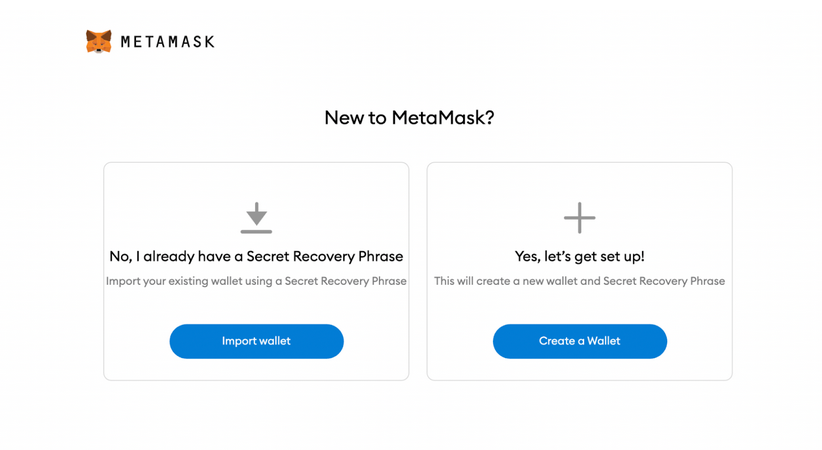 METAMASK
New to MetaMask?
No, I already have a Secret Recovery Phrase
Import your existing wallet using a Secret Recovery Phrase
Import wallet
Yes, let’s get set up!
This will create a new wallet and Secret Recovery Phrase
Create a Wallet